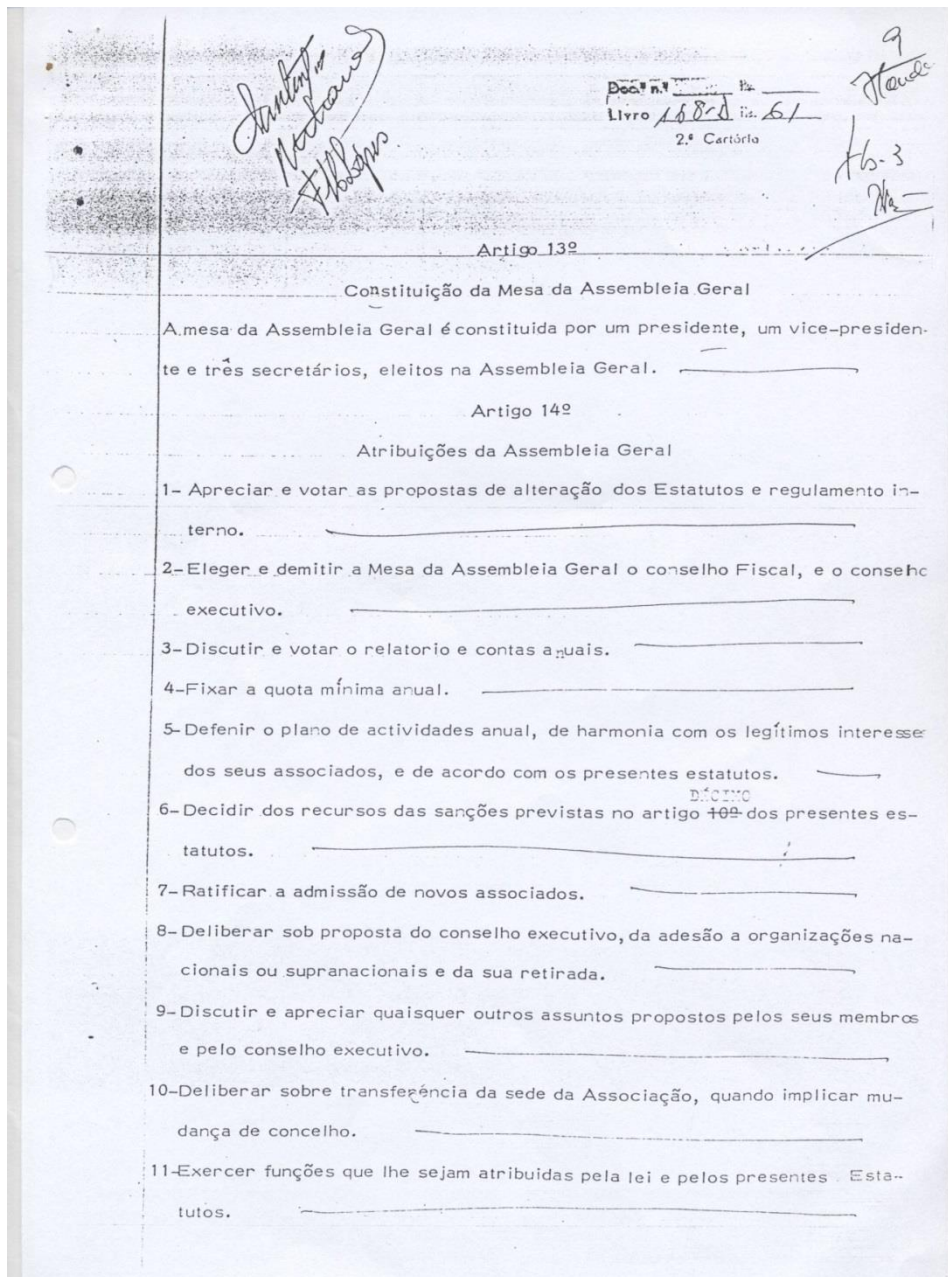 9
Doc.º n.º
Livro 168-D fls. 61
2.º Cartório
Artigo 13º
Constituição da Mesa da Assembleia Geral
A mesa da Assembleia Geral é constituida por um presidente, um vice-presiden-
te e três secretários, eleitos na Assembleia Geral.
Artigo 14º
Atribuições da Assembleia Geral
1- Apreciar e votar as propostas de alteração dos Estatutos e regulamento in-
terno.
2-Eleger e demitir a Mesa da Assembleia Geral o conselho Fiscal, e o conselho
executivo.
3-Discutir e votar o relatorio e contas anuais.
4-Fixar a quota mínima anual.
5-Defenir o plano de actividades anual, de harmonia com os legítimos interesse
dos seus associados, e de acordo com os presentes estatutos.
DÉCIMO
6-Decidir dos recursos das sanções previstas no artigo 10º dos presentes es-
tatutos.
7-Ratificar a admissão de novos associados.
8-Deliberar sob proposta do conselho executivo, da adesão a organizações na-
cionais ou supranacionais e da sua retirada.
9-Discutir e apreciar quaisquer outros assuntos propostos pelos seus membros
e pelo conselho executivo.
10-Deliberar sobre transferência da sede da Associação, quando implicar mu-
dança de concelho.
11-Exercer funções que lhe sejam atribuidas pela lei e pelos presentes Esta-
tutos.